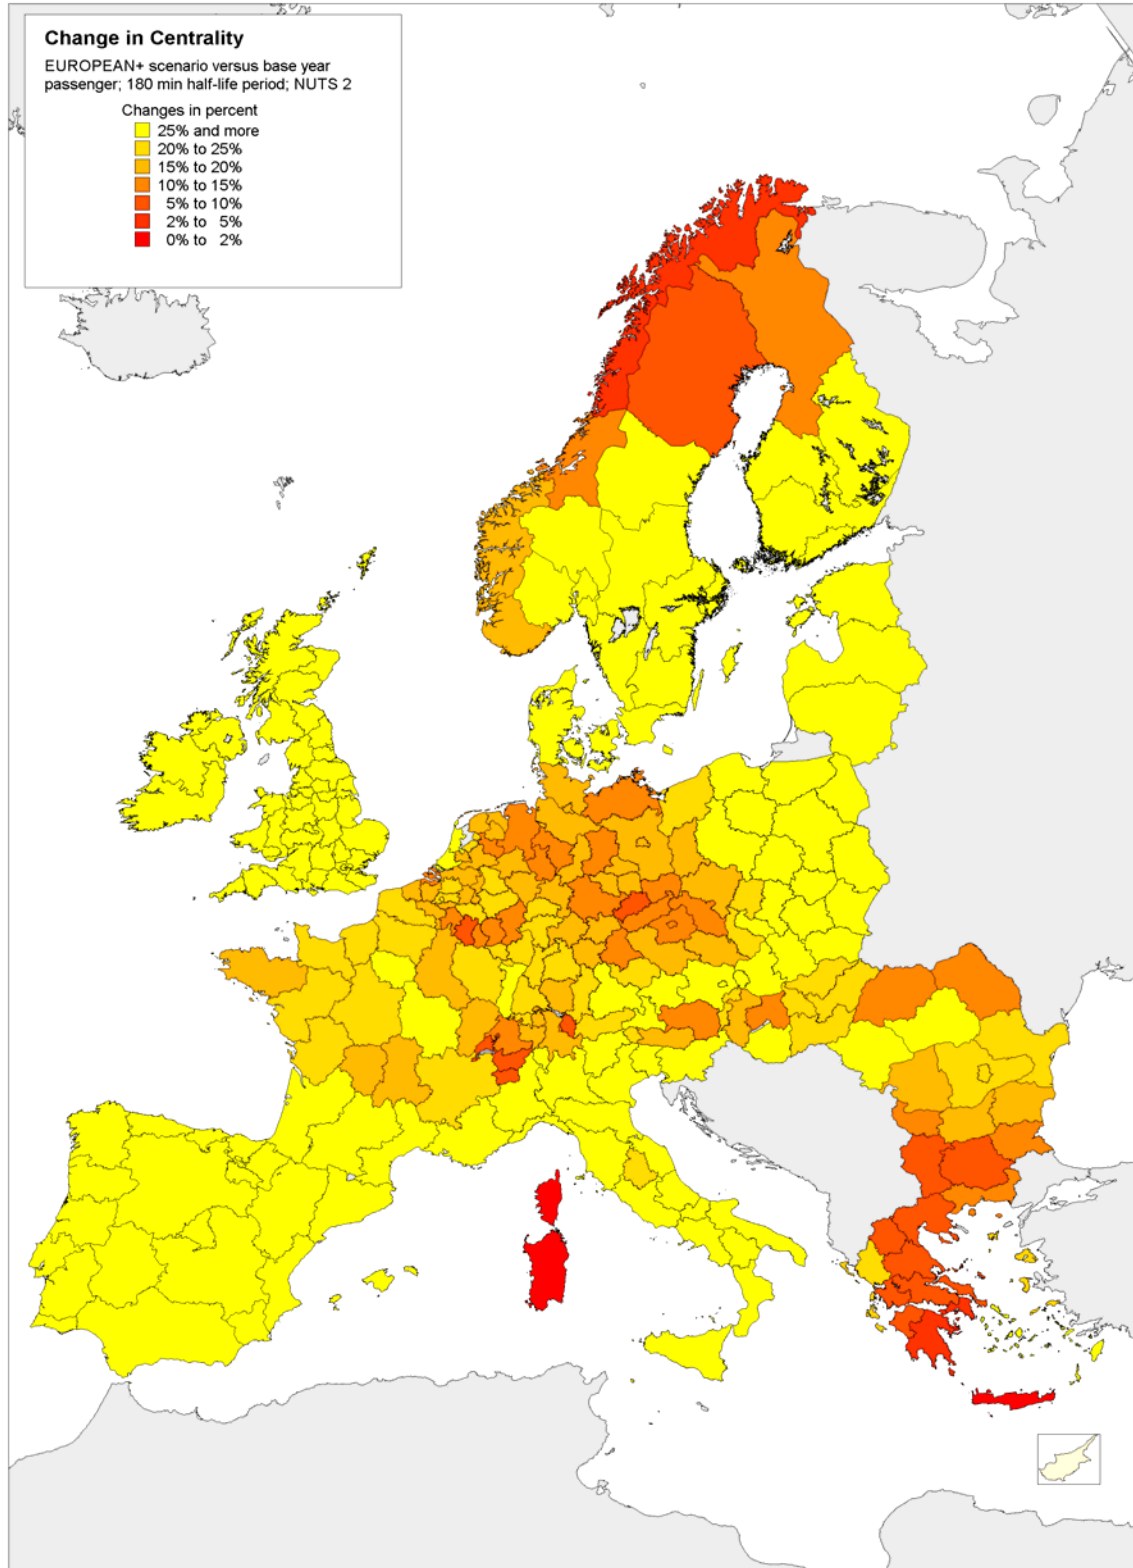 Change in Centrality
EUROPEAN+ scenario versus base year
passenger; 180 min half-life period; NUTS 2
Changes in percent
25% and more
20% to 25%
15% to 20%
10% to 15%
5% to 10%
2% to 5%
0% to 2%